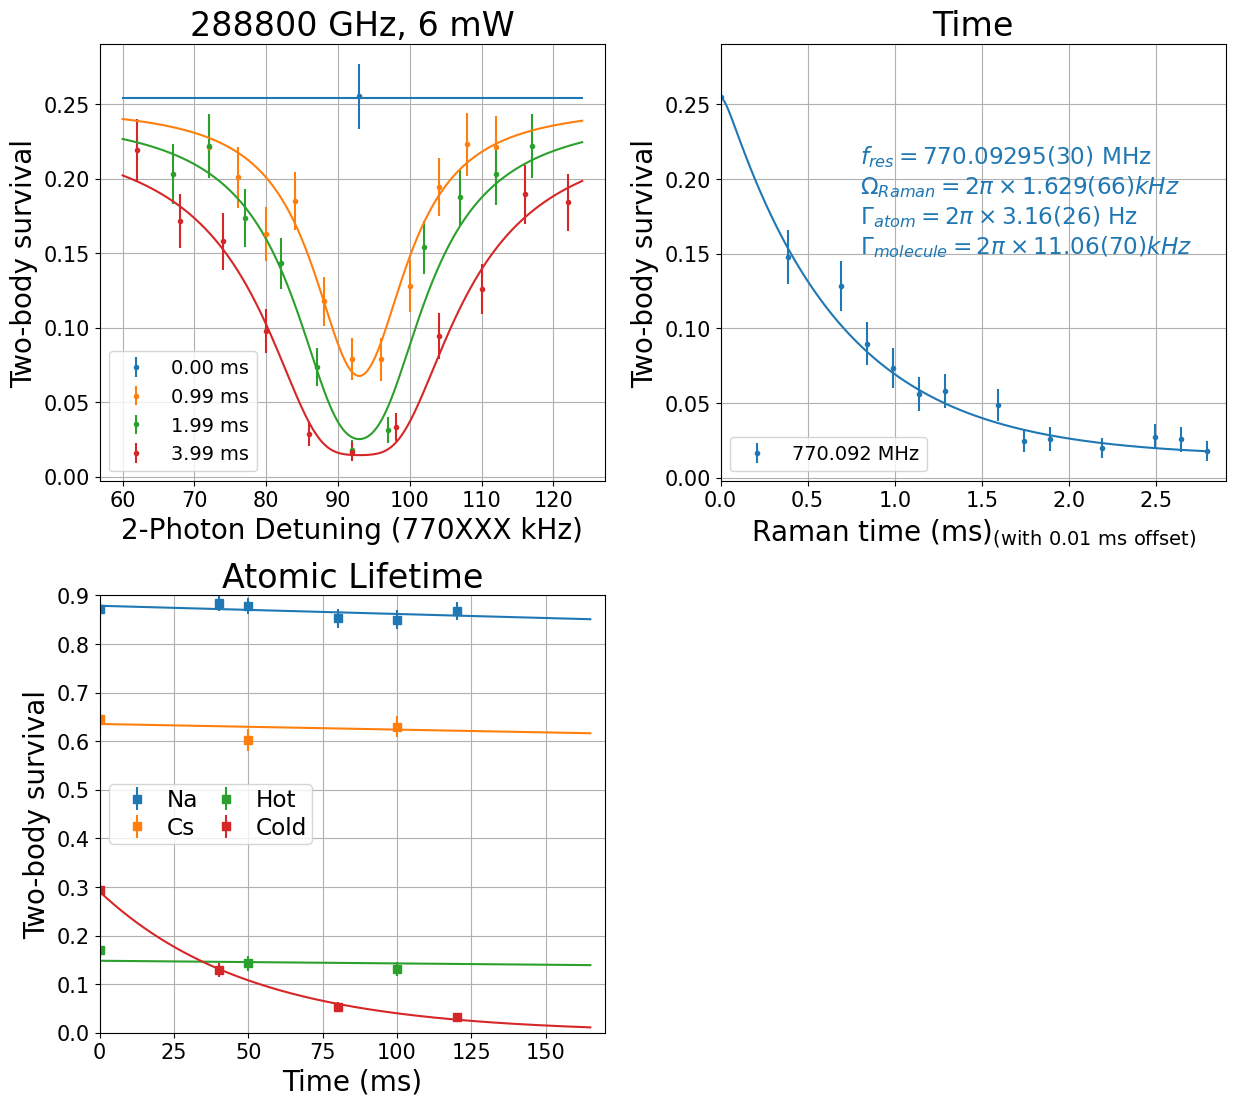 288800 GHz, 6 mW
Two-body survival
0.25
0.20
0.15
0.10
0.05
0.00
0.00 ms
0.99 ms
1.99 ms
3.99 ms
60 70 80 90 100 110 120
2-Photon Detuning (770XXX kHz)
Time
Two-body survival
0.25
0.20
0.15
0.10
0.05
0.00
f_res = 770.09295(30) MHz
Ω_Raman = 2π × 1.629(66)kHz
Γ_atom = 2π × 3.16(26) Hz
Γ_molecule = 2π × 11.06(70)kHz
770.092 MHz
0.0 0.5 1.0 1.5 2.0 2.5
Raman time (ms)(with 0.01 ms offset)
Atomic Lifetime
Two-body survival
0.9
0.8
0.7
0.6
0.5
0.4
0.3
0.2
0.1
0.0
Na Hot
Cs Cold
0 25 50 75 100 125 150
Time (ms)